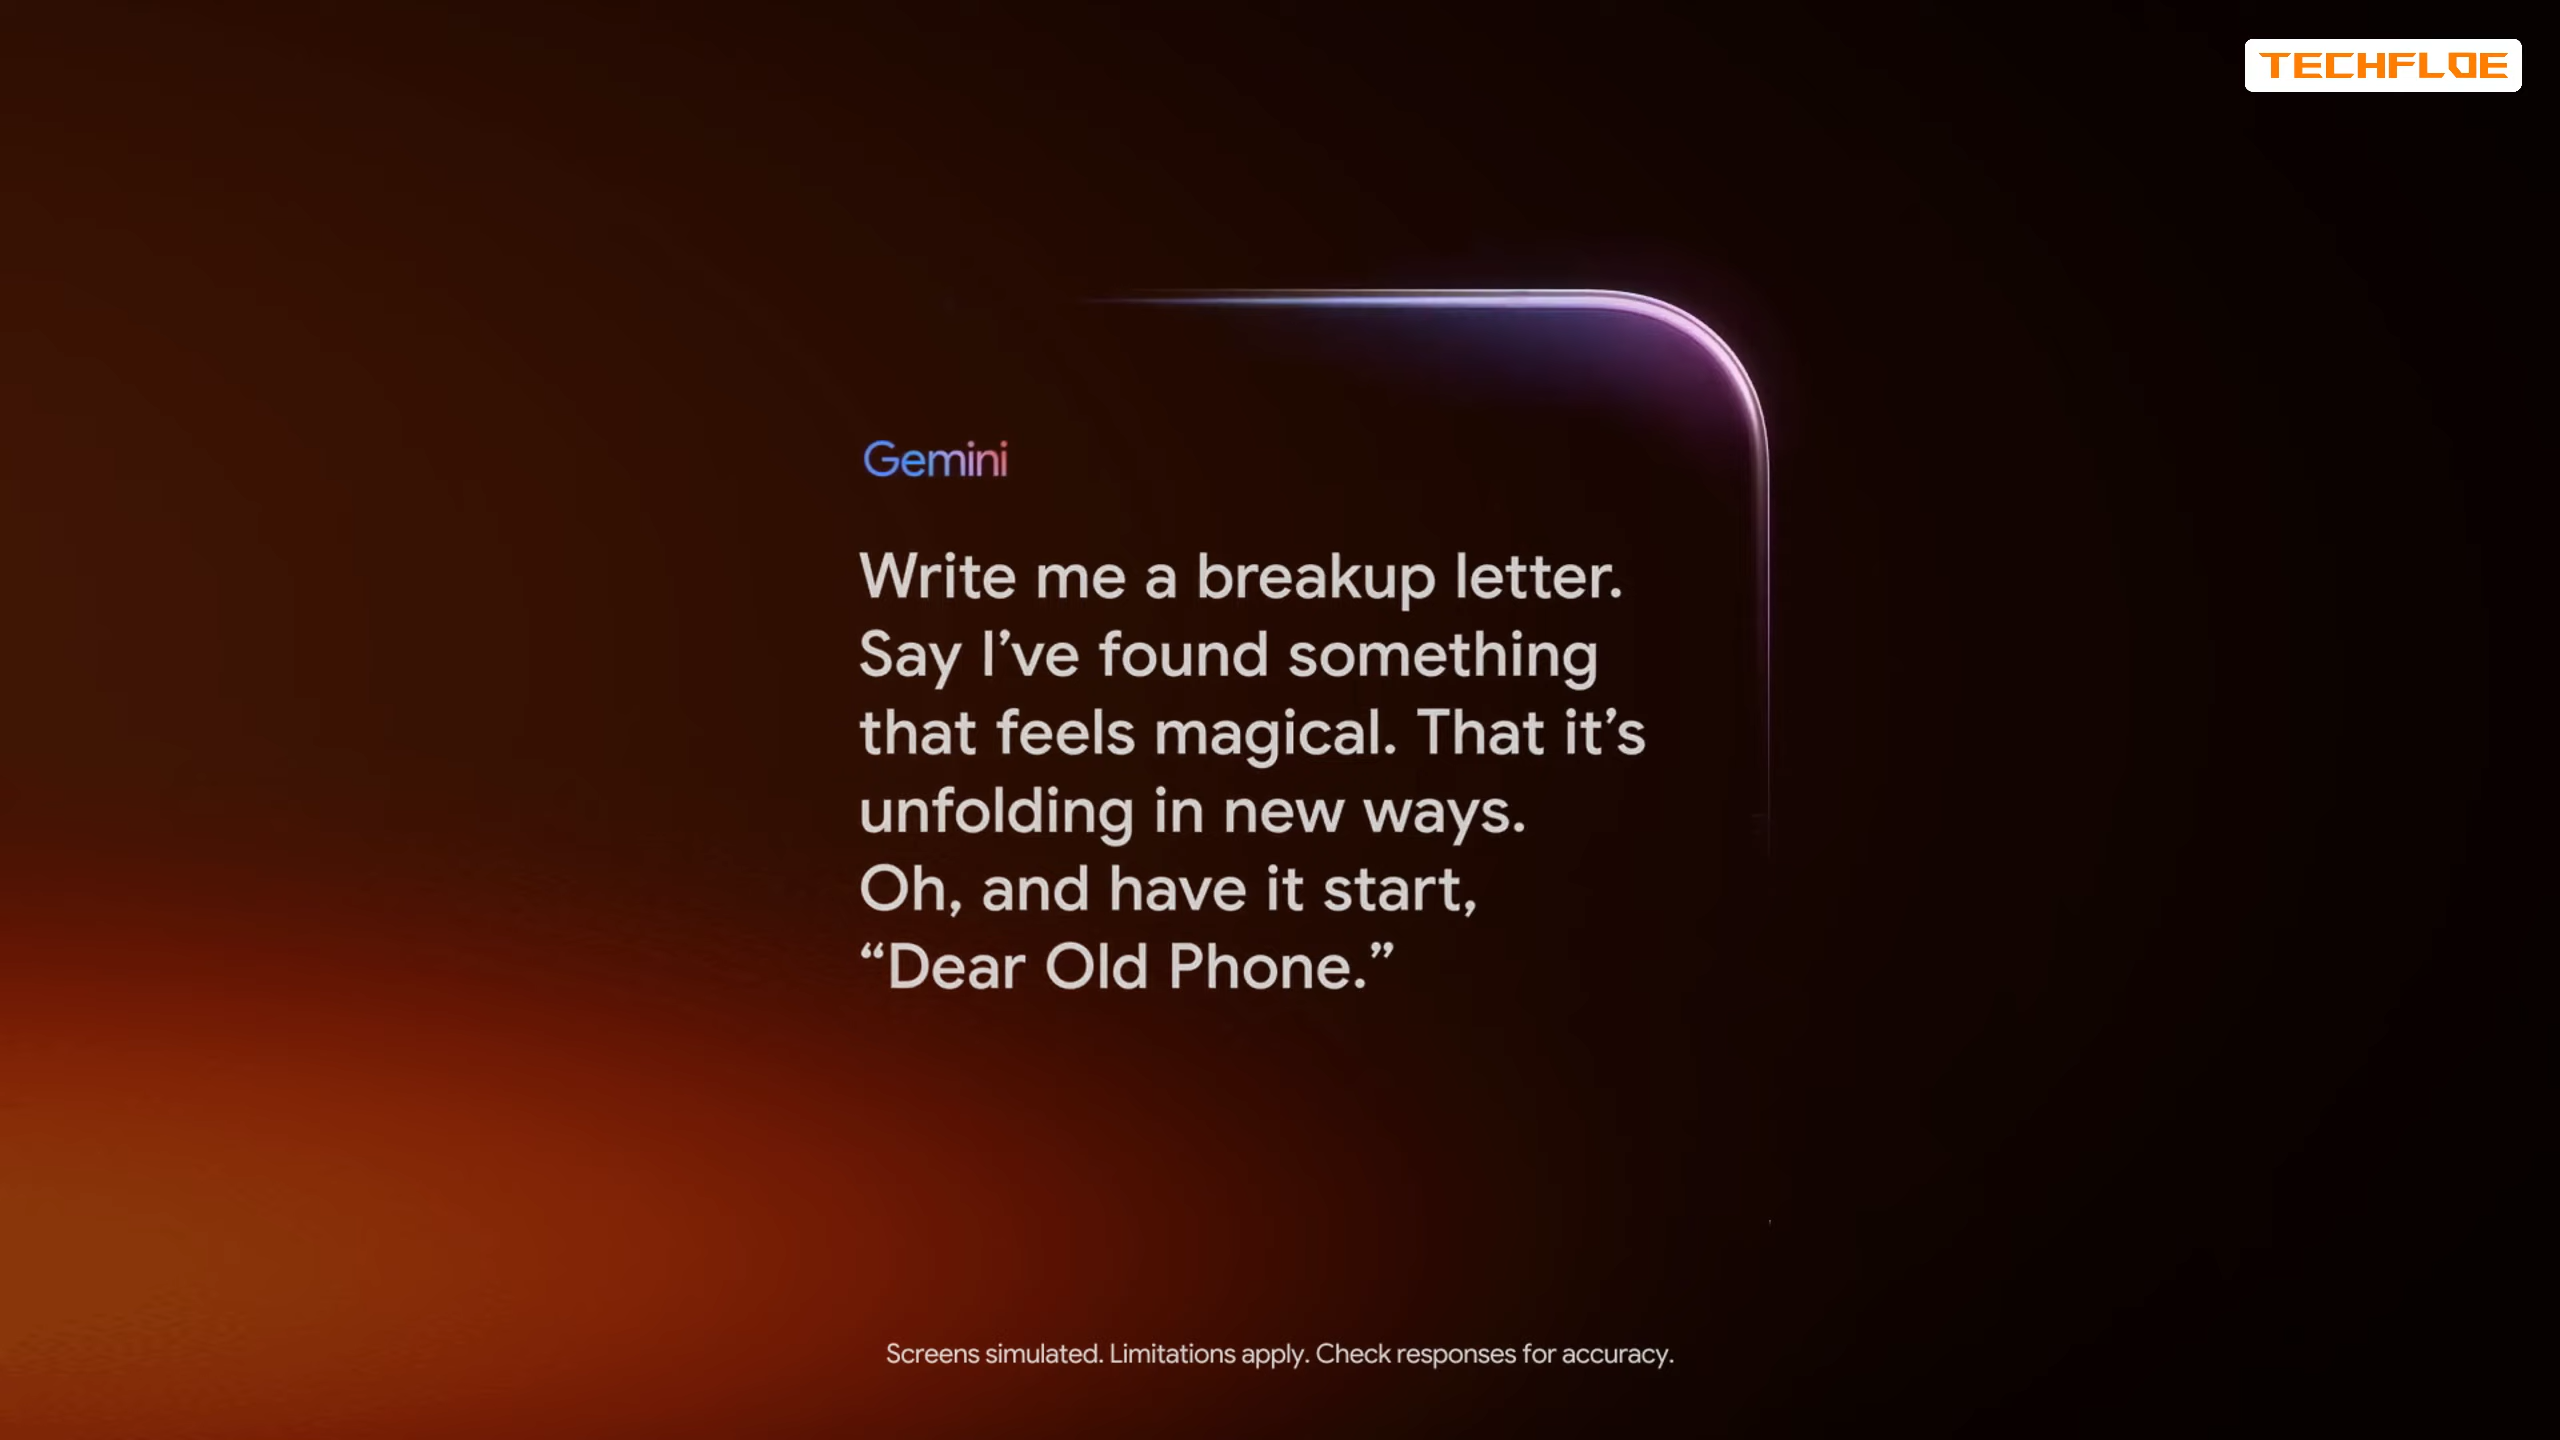 TECHFLOE
Gemini
Write me a breakup letter.
Say I’ve found something
that feels magical. That it’s
unfolding in new ways.
Oh, and have it start,
“Dear Old Phone.”
Screens simulated. Limitations apply. Check responses for accuracy.